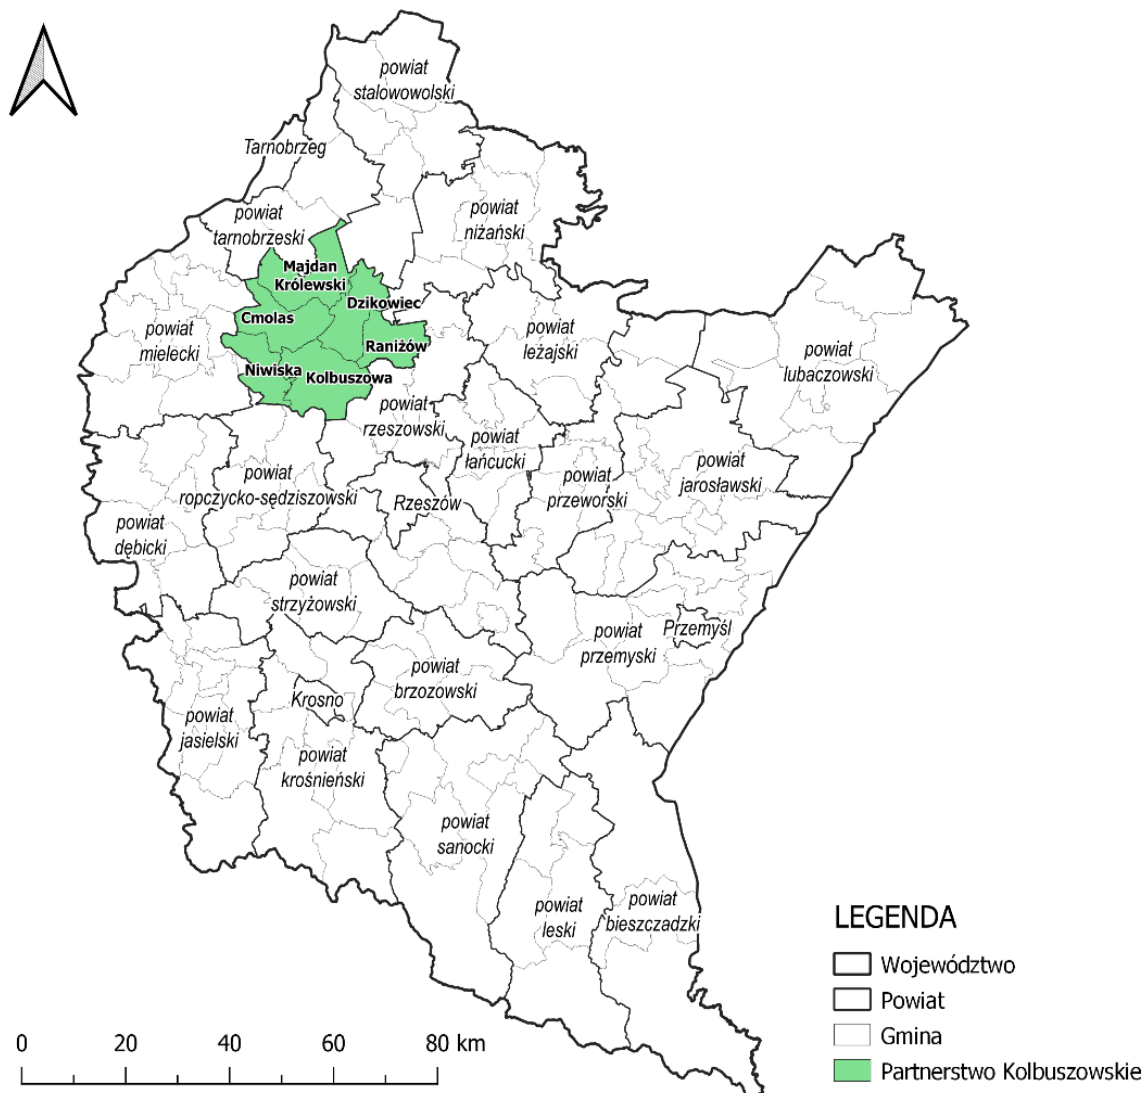 powiat
stalowowolski
Tarnobrzeg
powiat
tarnobrzeski
powiat
niżański
Majdan
Królewski
Dzikowiec
Cmolas
Raniżów
Niwiska
Kolbuszowa
powiat
mielecki
powiat
leżajski
powiat
lubaczowski
powiat
rzeszowski
powiat
łańcucki
powiat
ropczycko-sędziszowski
Rzeszów
powiat
przeworski
powiat
jarosławski
powiat
dębicki
powiat
strzyżowski
powiat
przemyski
Przemyśl
powiat
brzozowski
Krosno
powiat
jasielski
powiat
krośnieński
powiat
sanocki
powiat
leski
powiat
bieszczadzki
LEGENDA
Województwo
Powiat
Gmina
Partnerstwo Kolbuszowskie
0 20 40 60 80 km